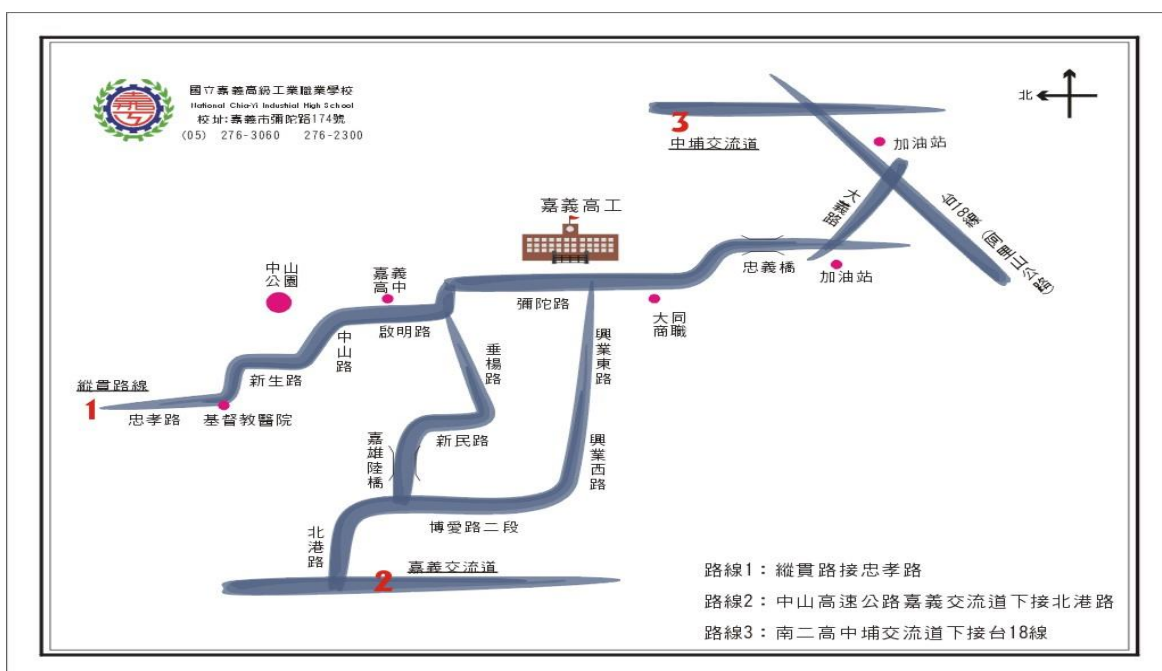 國立嘉義高級工業職業學校
National Chia-Yi Industrial High School
校址:嘉義市彌陀路174號
(05) 276-3060 276-2300
北
3
中埔交流道
加油站
大義路
台18線(阿里山公路)
嘉義高工
忠義橋
加油站
中山
公園
嘉義
高中
彌陀路
大同
商職
啟明路
中山路
垂楊路
興業東路
新生路
縱貫路線
1
忠孝路
基督教醫院
新民路
嘉雄陸橋
興業西路
博愛路二段
北港路
嘉義交流道
2
路線1：縱貫路接忠孝路
路線2：中山高速公路嘉義交流道下接北港路
路線3：南二高中埔交流道下接台18線